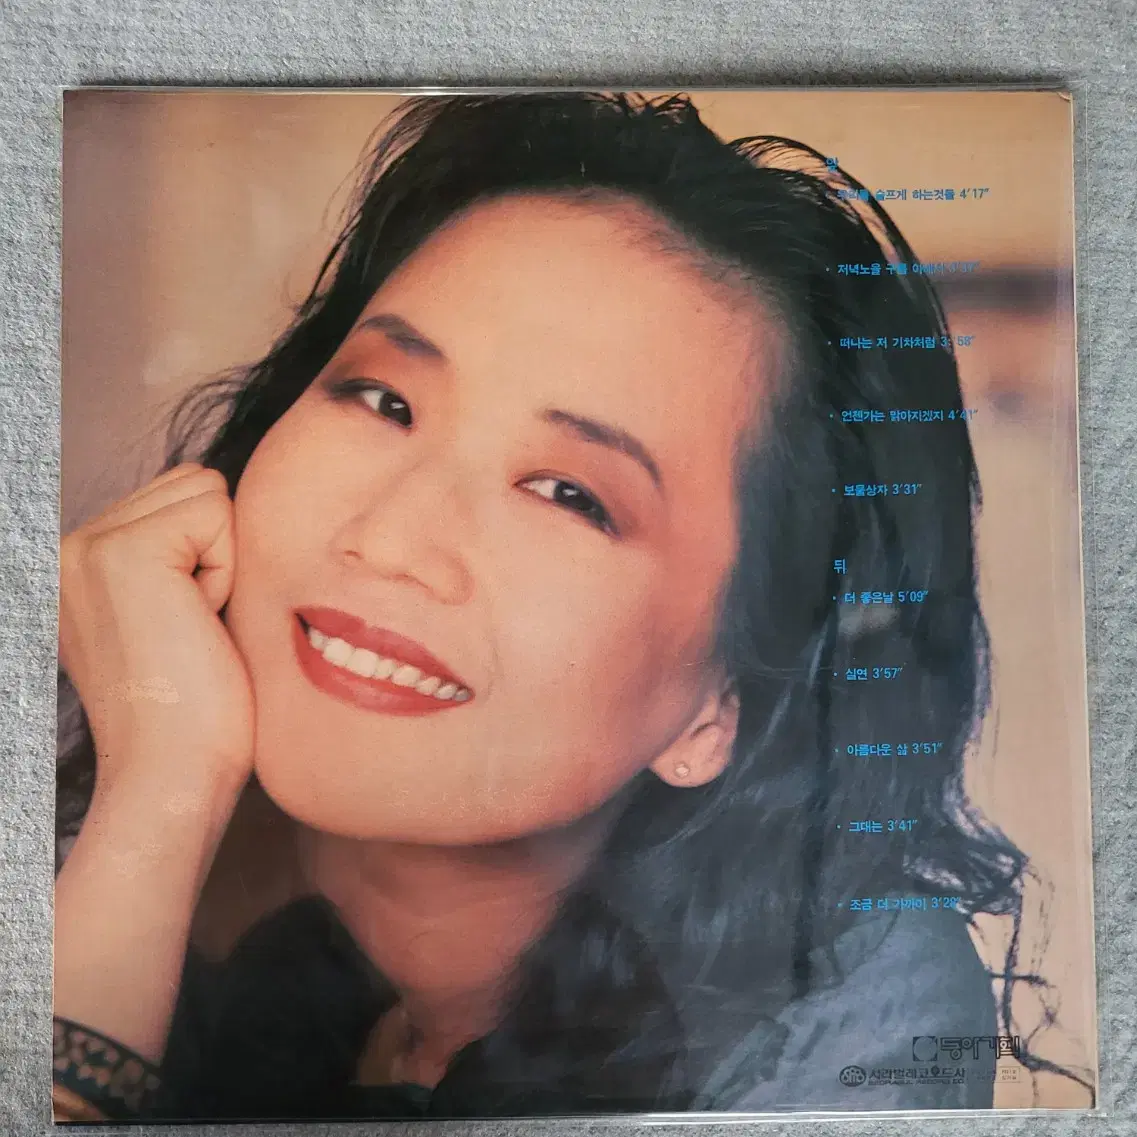 앞
슬프게 하는것들 4′17″
• 저녁노을 구름 아래서 3′37″
• 떠나는 저 기차처럼 3′58″
• 언젠가는 맑아지겠지 4′41″
• 보물상자 3′31″
뒤
• 더 좋은날 5′09″
• 실연 3′57″
• 아름다운 삶 3′51″
• 그대는 3′41″
• 조금 더 가까이 3′28″
동아기획
서라벌레코드사
SEORABUL RECORDS CO.